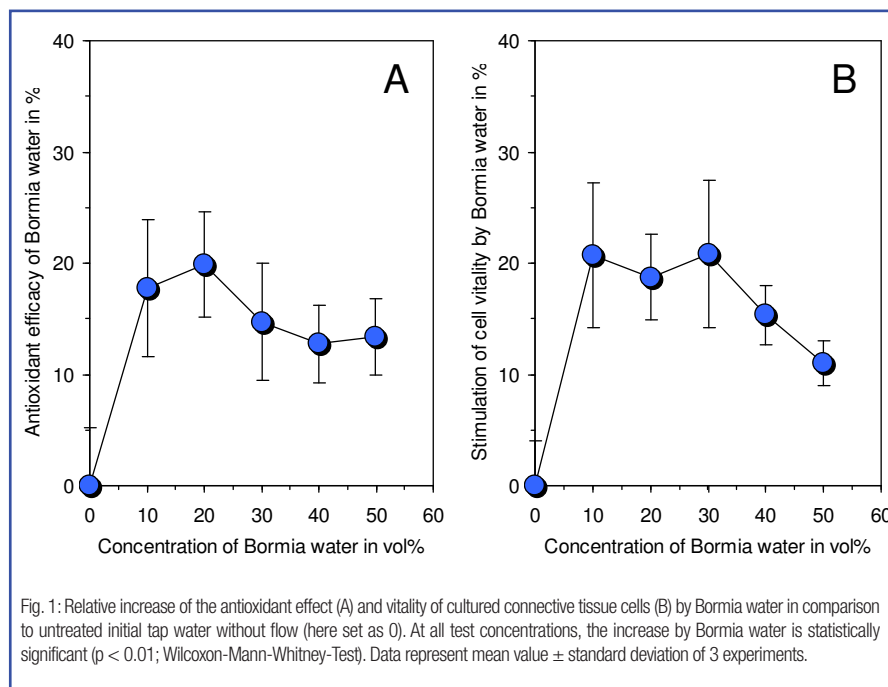 A
Antioxidant efficacy of Bormia water in %
40
30
20
10
0
0 10 20 30 40 50 60
Concentration of Bormia water in vol%
B
Stimulation of cell vitality by Bormia water in %
40
30
20
10
0
0 10 20 30 40 50 60
Concentration of Bormia water in vol%
Fig. 1: Relative increase of the antioxidant effect (A) and vitality of cultured connective tissue cells (B) by Bormia water in comparison
to untreated initial tap water without flow (here set as 0). At all test concentrations, the increase by Bormia water is statistically
significant (p < 0.01; Wilcoxon-Mann-Whitney-Test). Data represent mean value ± standard deviation of 3 experiments.